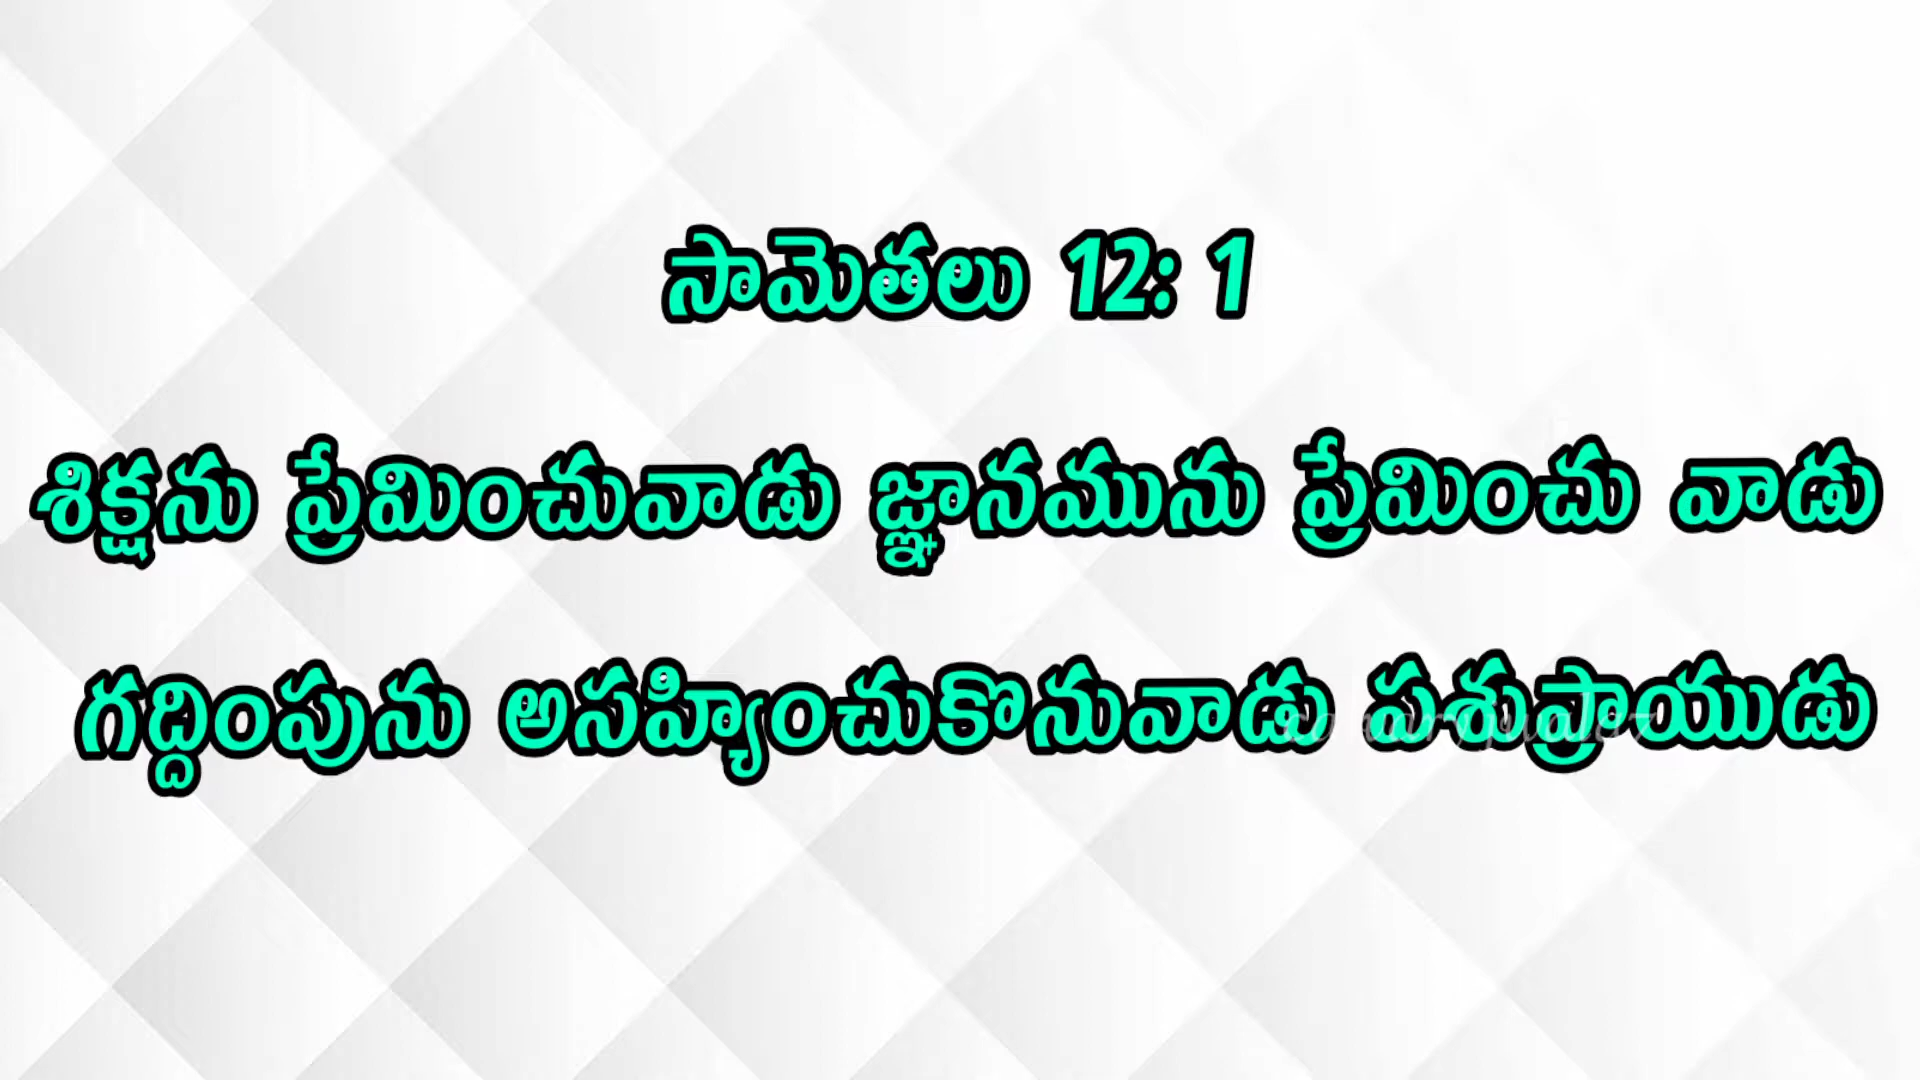 సామెతలు 12: 1
శిక్షను ప్రేమించువాడు జ్ఞానమును ప్రేమించు వాడు
గద్దింపును అసహ్యించుకొనువాడు పశుప్రాయుడు